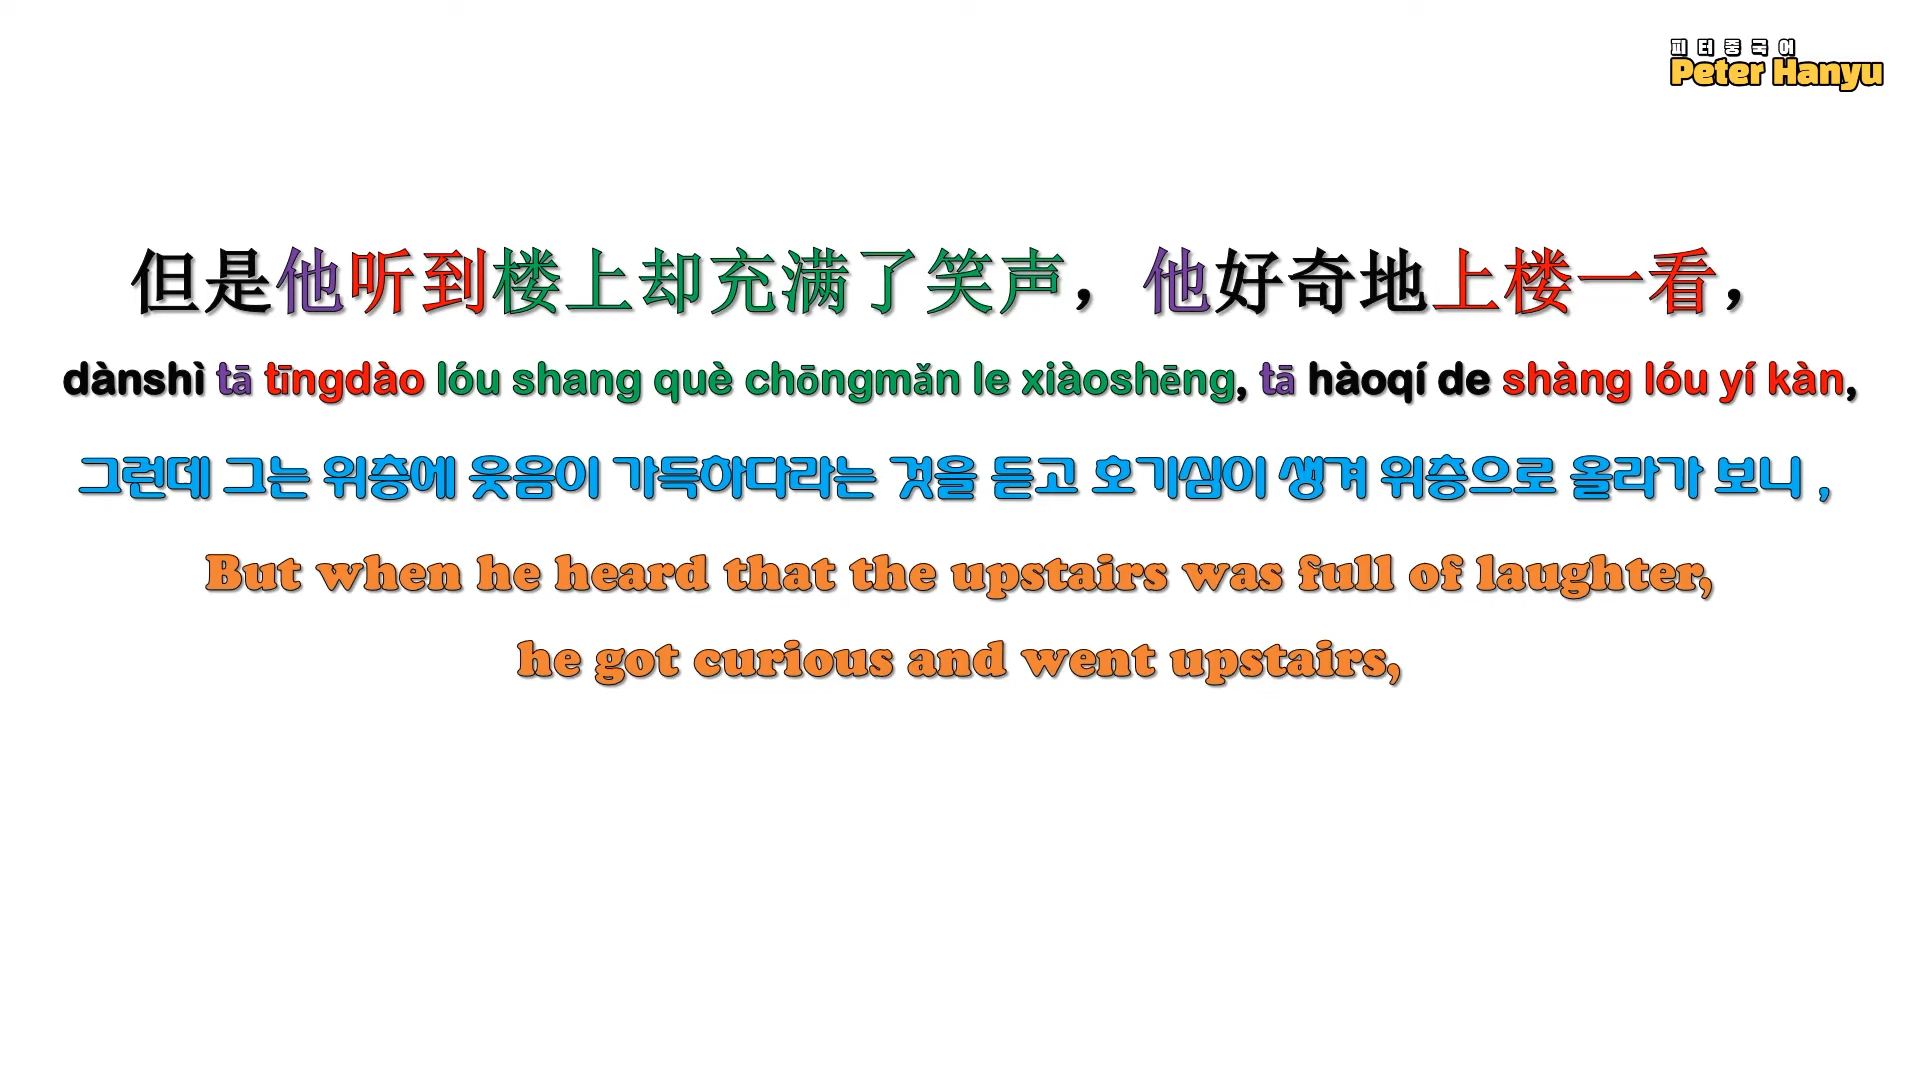 피터중국어
Peter Hanyu
但是他听到楼上却充满了笑声，他好奇地上楼一看，
dànshì tā tīngdào lóu shang què chōngmǎn le xiàoshēng, tā hàoqí de shàng lóu yí kàn,
그런데 그는 위층에 웃음이 가득하다라는 것을 듣고 호기심이 생겨 위층으로 올라가 보니 ,
But when he heard that the upstairs was full of laughter,
he got curious and went upstairs,